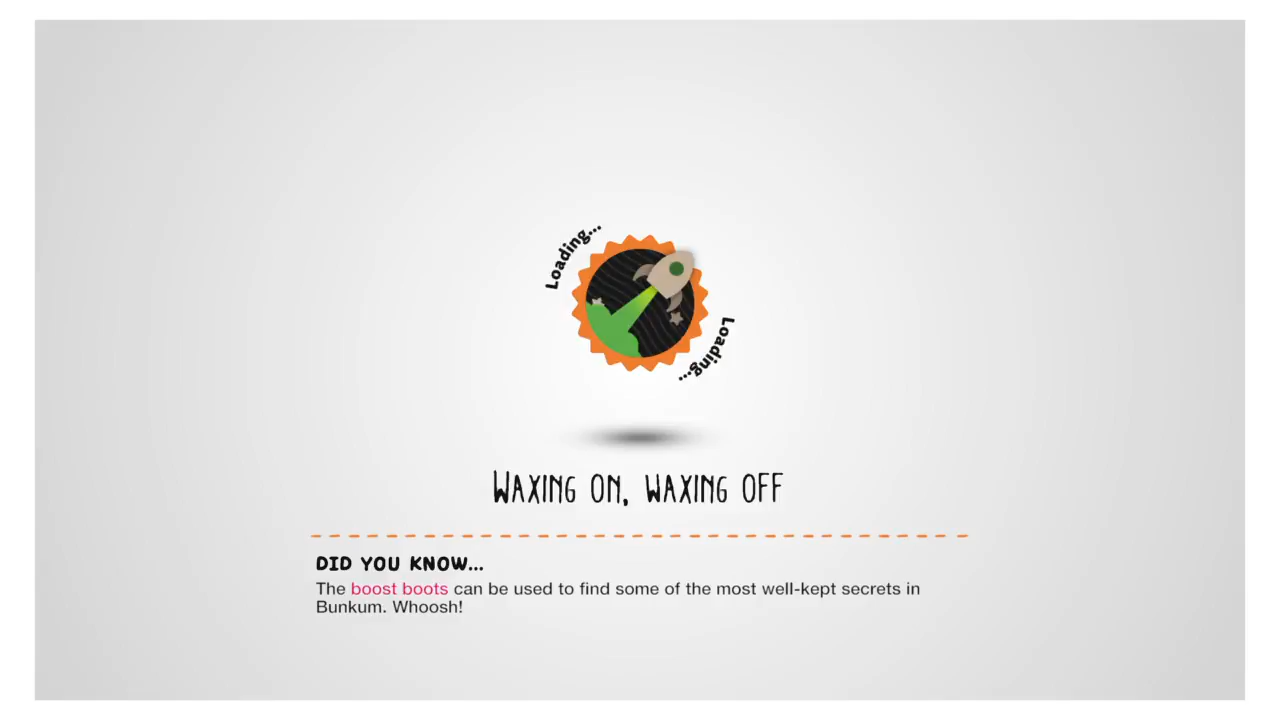 Loading...
Loading...
WAXING ON, WAXING OFF
DID YOU KNOW...
The boost boots can be used to find some of the most well-kept secrets in
Bunkum. Whoosh!